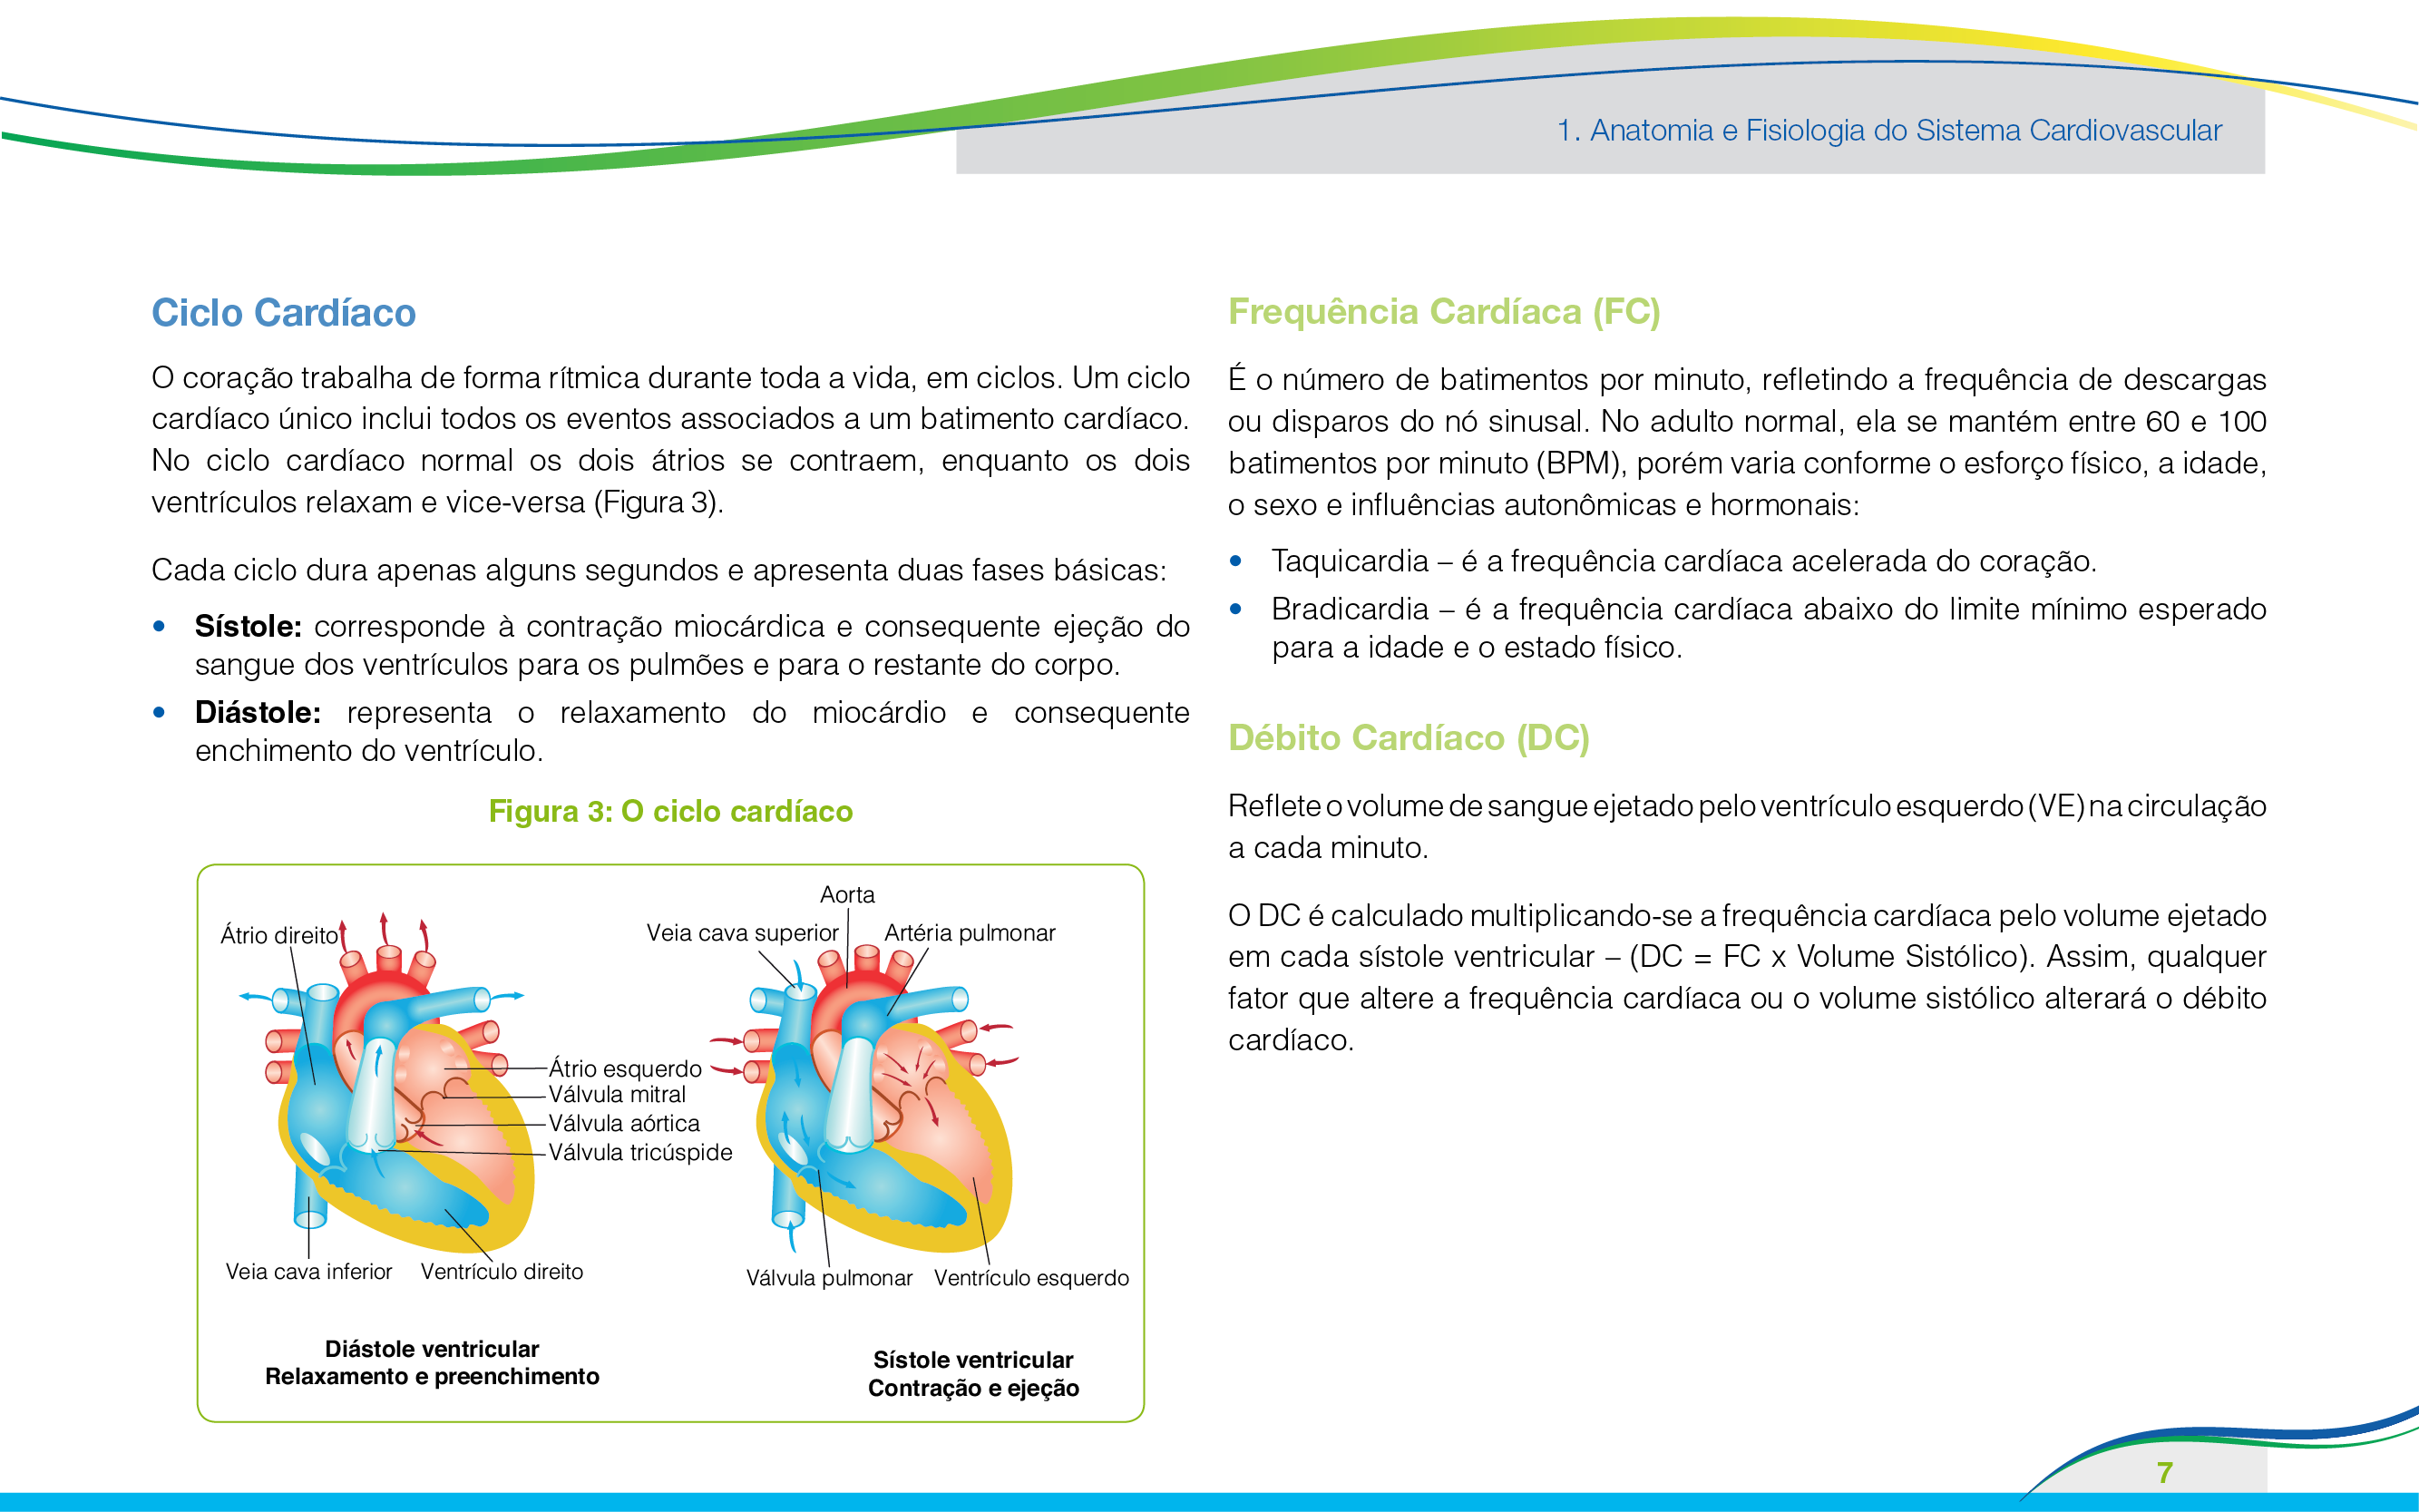 1. Anatomia e Fisiologia do Sistema Cardiovascular
Ciclo Cardíaco
O coração trabalha de forma rítmica durante toda a vida, em ciclos. Um ciclo
cardíaco único inclui todos os eventos associados a um batimento cardíaco.
No ciclo cardíaco normal os dois átrios se contraem, enquanto os dois
ventrículos relaxam e vice-versa (Figura 3).
Cada ciclo dura apenas alguns segundos e apresenta duas fases básicas:
• Sístole: corresponde à contração miocárdica e consequente ejeção do
sangue dos ventrículos para os pulmões e para o restante do corpo.
• Diástole: representa o relaxamento do miocárdio e consequente
enchimento do ventrículo.
Figura 3: O ciclo cardíaco
Átrio direito
Átrio esquerdo
Válvula mitral
Válvula aórtica
Válvula tricúspide
Veia cava inferior
Ventrículo direito
Diástole ventricular
Relaxamento e preenchimento
Aorta
Veia cava superior
Artéria pulmonar
Válvula pulmonar
Ventrículo esquerdo
Sístole ventricular
Contração e ejeção
Frequência Cardíaca (FC)
É o número de batimentos por minuto, refletindo a frequência de descargas
ou disparos do nó sinusal. No adulto normal, ela se mantém entre 60 e 100
batimentos por minuto (BPM), porém varia conforme o esforço físico, a idade,
o sexo e influências autonômicas e hormonais:
• Taquicardia – é a frequência cardíaca acelerada do coração.
• Bradicardia – é a frequência cardíaca abaixo do limite mínimo esperado
para a idade e o estado físico.
Débito Cardíaco (DC)
Reflete o volume de sangue ejetado pelo ventrículo esquerdo (VE) na circulação
a cada minuto.
O DC é calculado multiplicando-se a frequência cardíaca pelo volume ejetado
em cada sístole ventricular – (DC = FC x Volume Sistólico). Assim, qualquer
fator que altere a frequência cardíaca ou o volume sistólico alterará o débito
cardíaco.
7